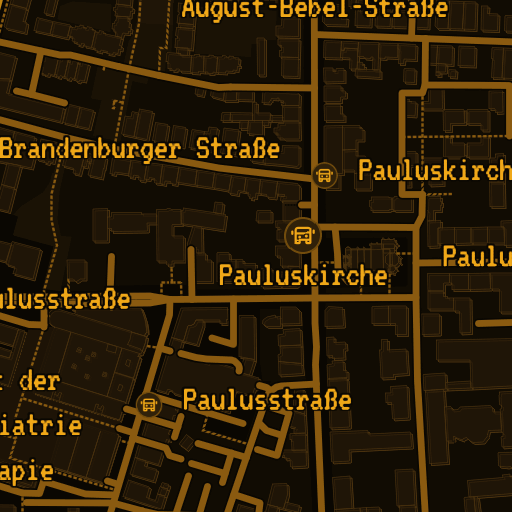 August-Bebel-Straße
Brandenburger Straße
Pauluskirch
Paulu
Pauluskirche
ulusstraße
t der
iatrie
apie
Paulusstraße